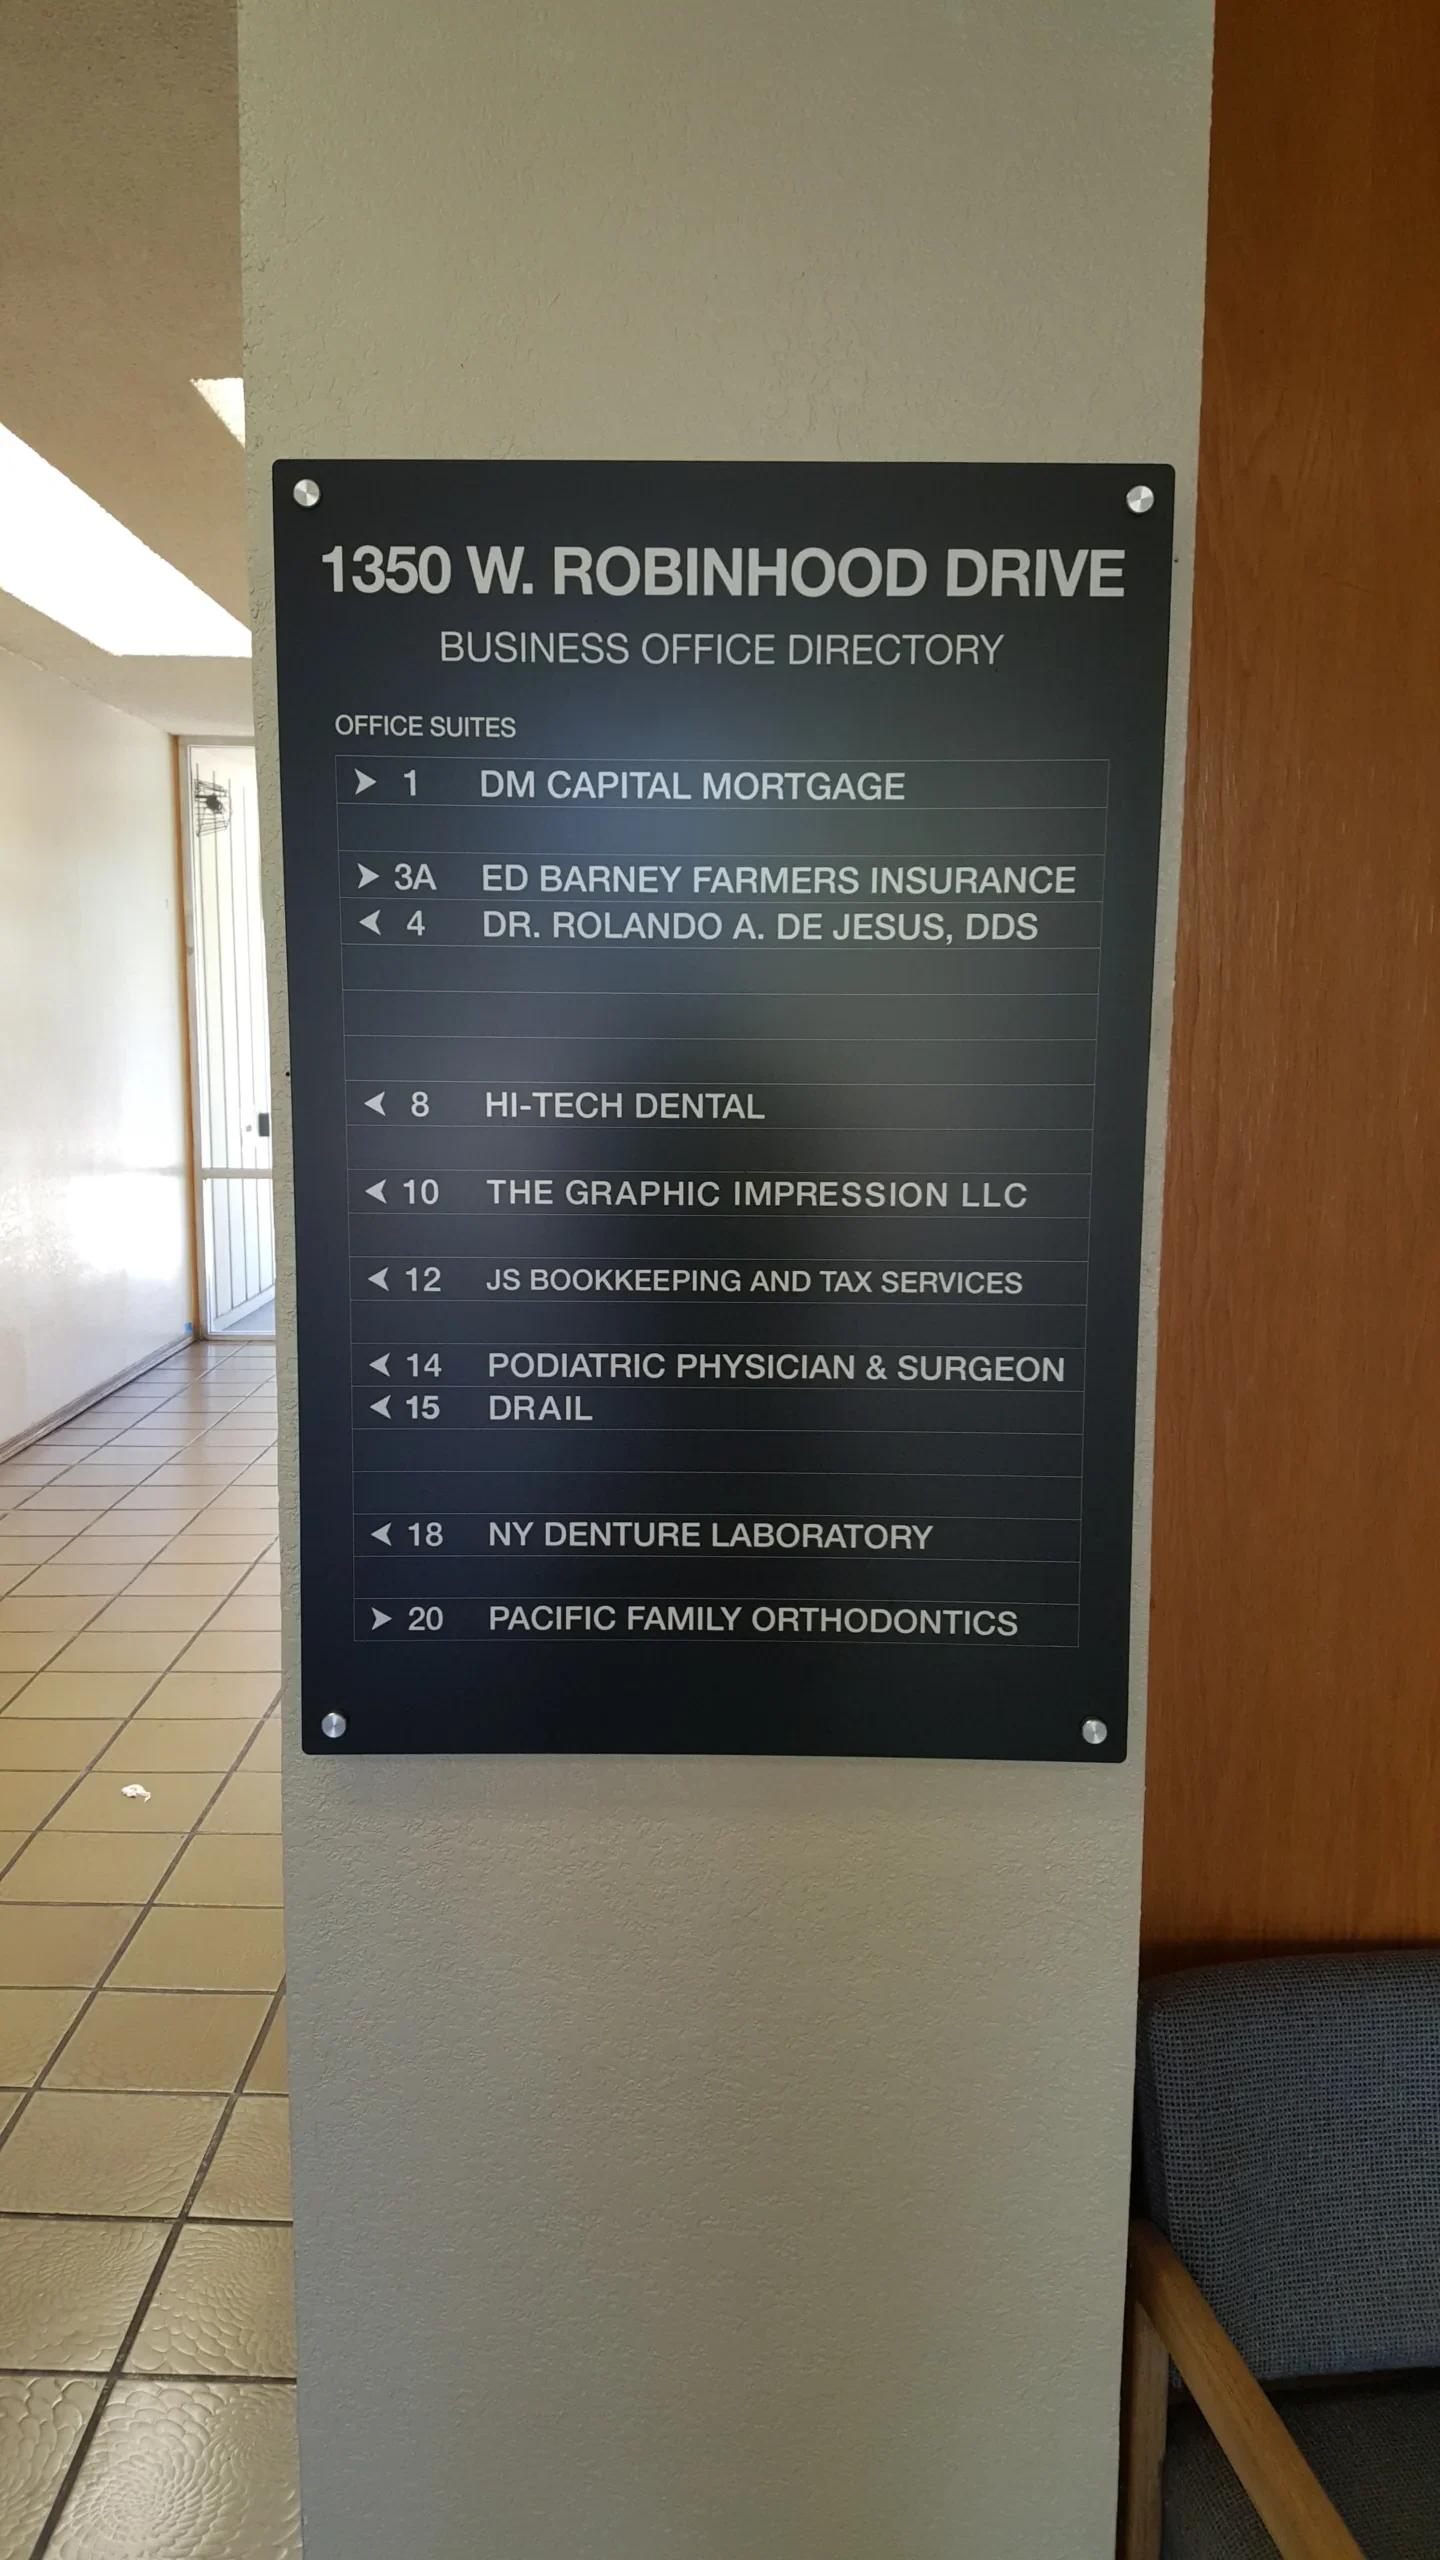 1350 W. ROBINHOOD DRIVE
BUSINESS OFFICE DIRECTORY
OFFICE SUITES
➤ 1 DM CAPITAL MORTGAGE
➤ 3A ED BARNEY FARMERS INSURANCE
◄ 4 DR. ROLANDO A. DE JESUS, DDS
◄ 8 HI-TECH DENTAL
◄ 10 THE GRAPHIC IMPRESSION LLC
◄ 12 JS BOOKKEEPING AND TAX SERVICES
◄ 14 PODIATRIC PHYSICIAN & SURGEON
◄ 15 DRAIL
◄ 18 NY DENTURE LABORATORY
➤ 20 PACIFIC FAMILY ORTHODONTICS